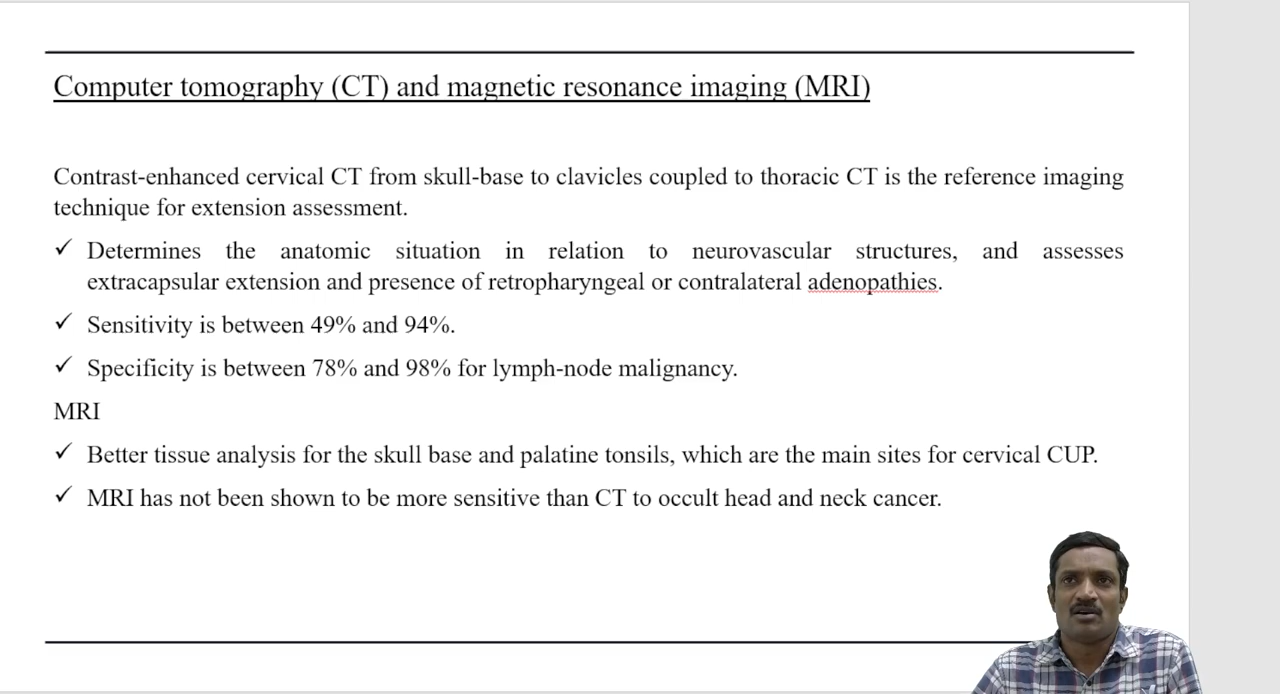 Computer tomography (CT) and magnetic resonance imaging (MRI)
Contrast-enhanced cervical CT from skull-base to clavicles coupled to thoracic CT is the reference imaging
technique for extension assessment.
✓ Determines the anatomic situation in relation to neurovascular structures, and assesses
extracapsular extension and presence of retropharyngeal or contralateral adenopathies.
✓ Sensitivity is between 49% and 94%.
✓ Specificity is between 78% and 98% for lymph-node malignancy.
MRI
✓ Better tissue analysis for the skull base and palatine tonsils, which are the main sites for cervical CUP.
✓ MRI has not been shown to be more sensitive than CT to occult head and neck cancer.